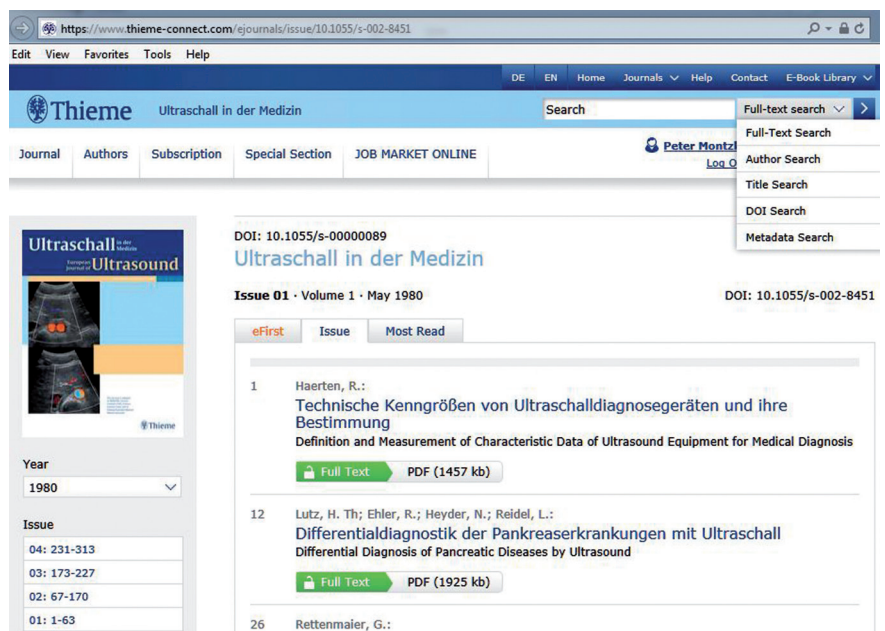 https://www.thieme-connect.com/ejournals/issue/10.1055/s-002-8451
Edit View Favorites Tools Help
DE EN Home Journals Help Contact E-Book Library
Thieme Ultraschall in der Medizin Search Full-text search
Full-Text Search
Author Search
Title Search
DOI Search
Metadata Search
Journal Authors Subscription Special Section JOB MARKET ONLINE
Peter
Log
Ultraschall in der Medizin
European Journal of Ultrasound
Thieme
Year
1980
Issue
04: 231-313
03: 173-227
02: 67-170
01: 1-63
DOI: 10.1055/s-00000089
Ultraschall in der Medizin
Issue 01 · Volume 1 · May 1980 DOI: 10.1055/s-002-8451
eFirst Issue Most Read
1 Haerten, R.:
Technische Kenngrößen von Ultraschalldiagnosegeräten und ihre
Bestimmung
Definition and Measurement of Characteristic Data of Ultrasound Equipment for Medical Diagnosis
Full Text PDF (1457 kb)
12 Lutz, H. Th; Ehler, R.; Heyder, N.; Reidel, L.:
Differentialdiagnostik der Pankreaserkrankungen mit Ultraschall
Differential Diagnosis of Pancreatic Diseases by Ultrasound
Full Text PDF (1925 kb)
26 Rettenmaier, G.: